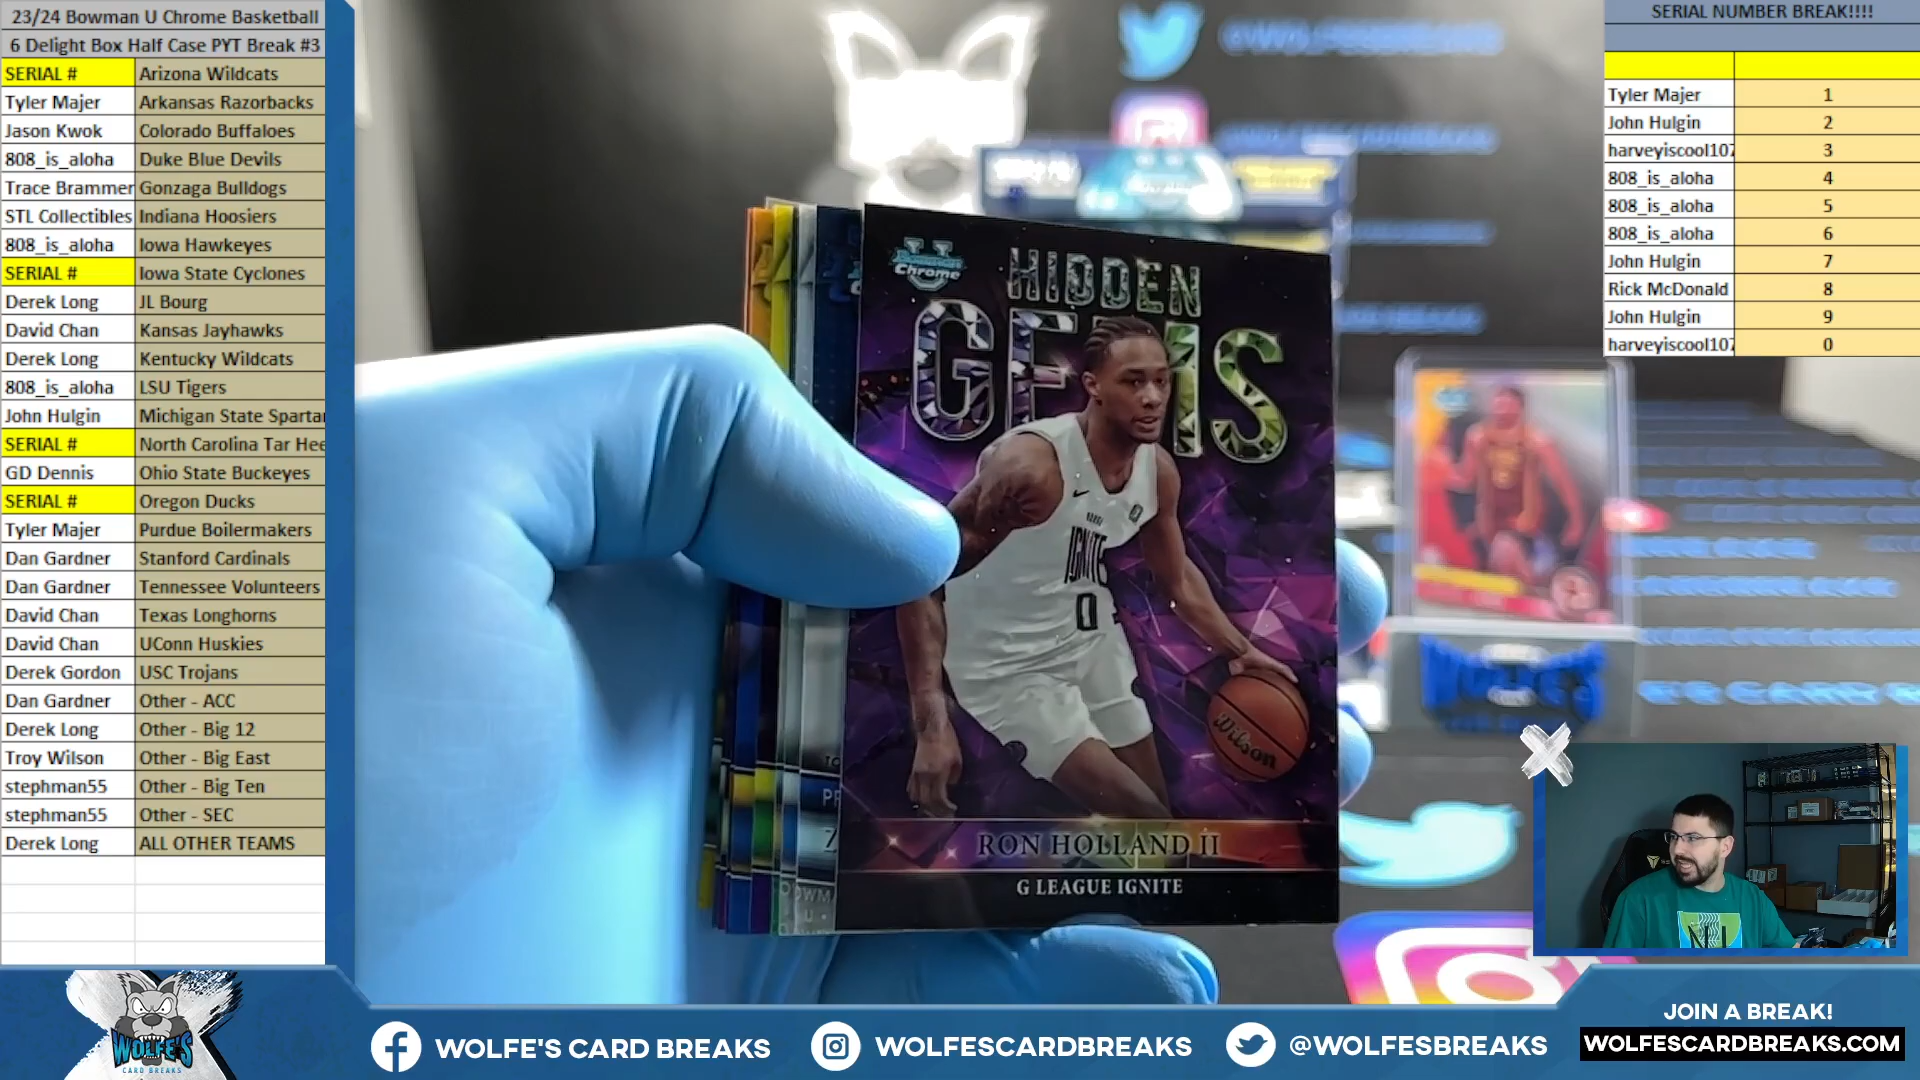 23/24 Bowman U Chrome Basketball
6 Delight Box Half Case PYT Break #3
SERIAL # Arizona Wildcats
Tyler Majer Arkansas Razorbacks
Jason Kwok Colorado Buffaloes
808_is_aloha Duke Blue Devils
Trace Brammer Gonzaga Bulldogs
STL Collectibles Indiana Hoosiers
808_is_aloha Iowa Hawkeyes
SERIAL # Iowa State Cyclones
Derek Long JL Bourg
David Chan Kansas Jayhawks
Derek Long Kentucky Wildcats
808_is_aloha LSU Tigers
John Hulgin Michigan State Sparta
SERIAL # North Carolina Tar Hee
GD Dennis Ohio State Buckeyes
SERIAL # Oregon Ducks
Tyler Majer Purdue Boilermakers
Dan Gardner Stanford Cardinals
Dan Gardner Tennessee Volunteers
David Chan Texas Longhorns
David Chan UConn Huskies
Derek Gordon USC Trojans
Dan Gardner Other - ACC
Derek Long Other - Big 12
Troy Wilson Other - Big East
stephman55 Other - Big Ten
stephman55 Other - SEC
Derek Long ALL OTHER TEAMS
SERIAL NUMBER BREAK!!!!
Tyler Majer 1
John Hulgin 2
harveyiscool107 3
808_is_aloha 4
808_is_aloha 5
808_is_aloha 6
John Hulgin 7
Rick McDonald 8
John Hulgin 9
harveyiscool107 0
@WOLFESBREAKS
U
Bowman
Chrome
HIDDEN
GEMS
IGNITE
0
Wilson
RON HOLLAND II
G LEAGUE IGNITE
WOLFE'S
CARD BREAKS
WOLFE'S CARD BREAKS
WOLFESCARDBREAKS
@WOLFESBREAKS
JOIN A BREAK!
WOLFESCARDBREAKS.COM